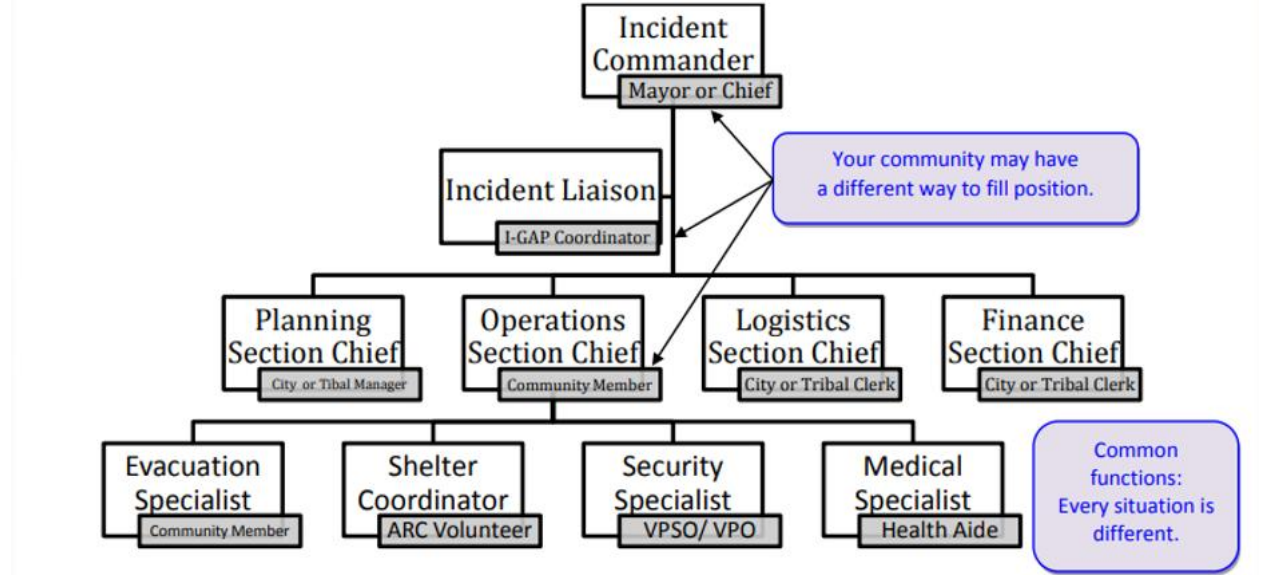 Incident
Commander
Mayor or Chief
Your community may have
a different way to fill position.
Incident Liaison
I-GAP Coordinator
Planning
Section Chief
City or Tibal Manager
Operations
Section Chief
Community Member
Logistics
Section Chief
City or Tribal Clerk
Finance
Section Chief
City or Tribal Clerk
Evacuation
Specialist
Community Member
Shelter
Coordinator
ARC Volunteer
Security
Specialist
VPSO/ VPO
Medical
Specialist
Health Aide
Common
functions:
Every situation is
different.